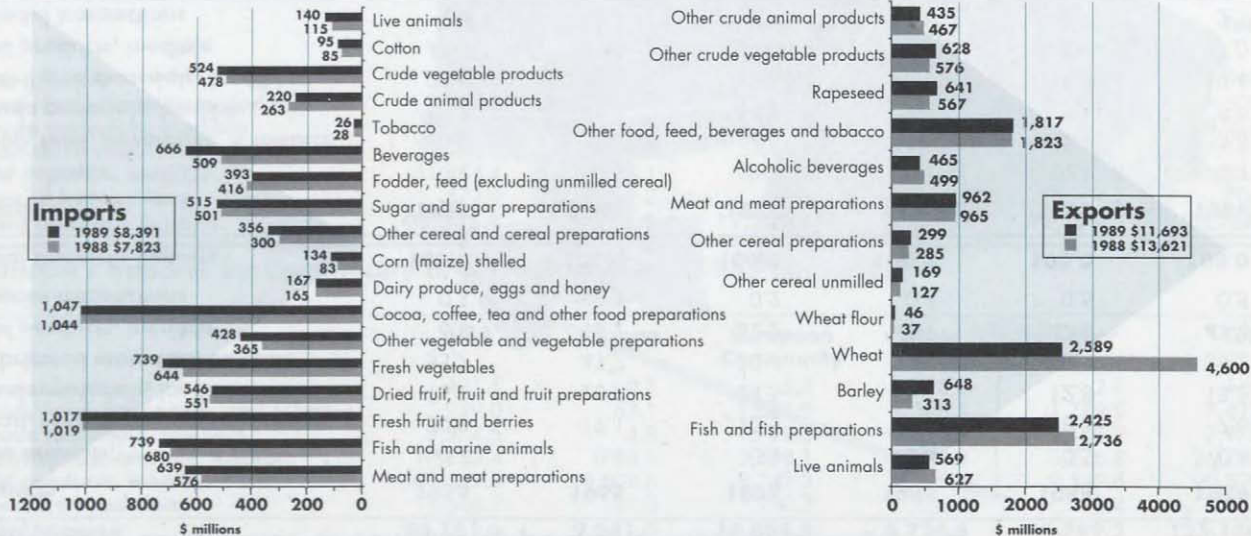 140
115
Live animals
95
85
Cotton
524
478
Crude vegetable products
220
263
Crude animal products
26
28
Tobacco
666
509
Beverages
393
416
Fodder, feed (excluding unmilled cereal)
515
501
Sugar and sugar preparations
356
300
Other cereal and cereal preparations
134
83
Corn (maize) shelled
167
165
Dairy produce, eggs and honey
1,047
1,044
Cocoa, coffee, tea and other food preparations
428
365
Other vegetable and vegetable preparations
739
644
Fresh vegetables
546
551
Dried fruit, fruit and fruit preparations
1,017
1,019
Fresh fruit and berries
739
680
Fish and marine animals
639
576
Meat and meat preparations
Imports
1989 $8,391
1988 $7,823
1200 1000 800 600 400 200 0
$ millions
Other crude animal products
435
467
Other crude vegetable products
628
576
Rapeseed
641
567
Other food, feed, beverages and tobacco
1,817
1,823
Alcoholic beverages
465
499
Meat and meat preparations
962
965
Other cereal preparations
299
285
Other cereal unmilled
169
127
Wheat flour
46
37
Wheat
2,589
4,600
Barley
648
313
Fish and fish preparations
2,425
2,736
Live animals
569
627
Exports
1989 $11,693
1988 $13,621
0 1000 2000 3000 4000 5000
$ millions